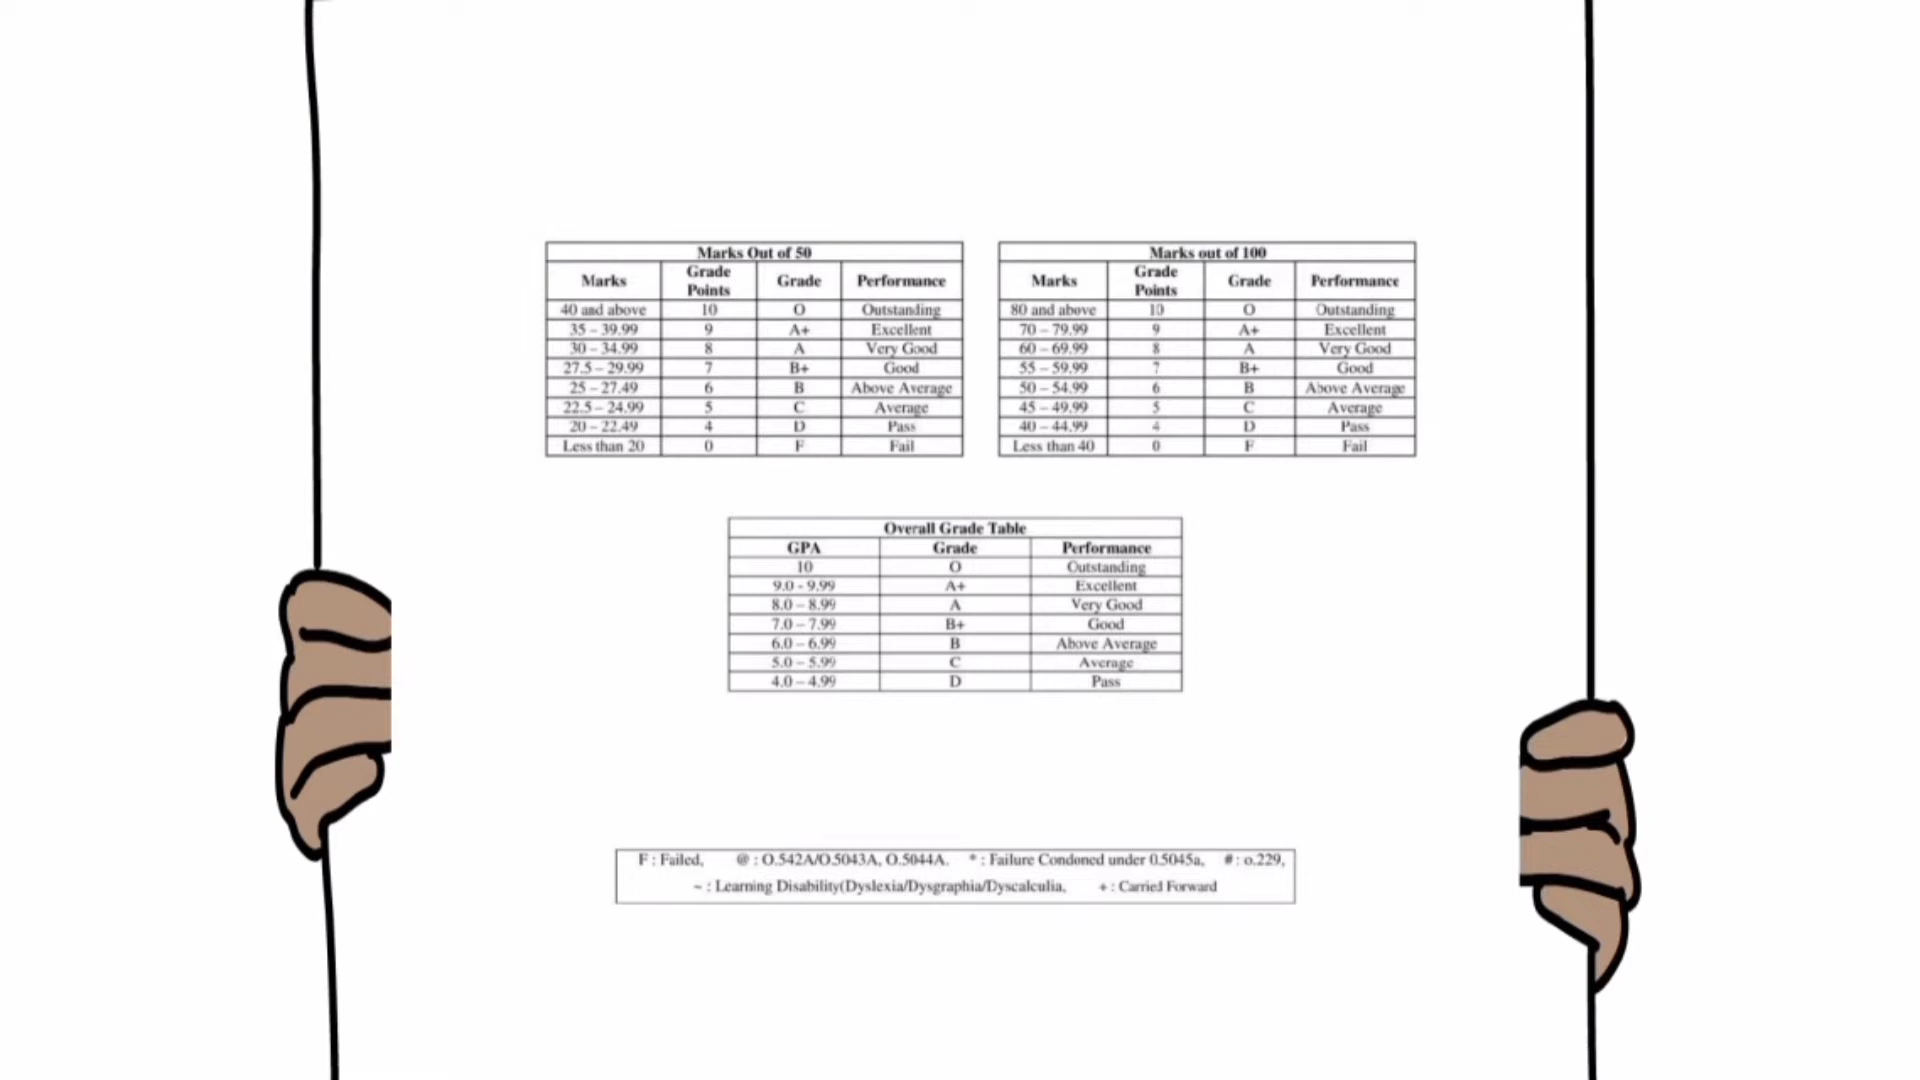 Marks Out of 50
Marks Grade Points Grade Performance
40 and above 10 O Outstanding
35 – 39.99 9 A+ Excellent
30 – 34.99 8 A Very Good
27.5 – 29.99 7 B+ Good
25 – 27.49 6 B Above Average
22.5 – 24.99 5 C Average
20 – 22.49 4 D Pass
Less than 20 0 F Fail
Marks out of 100
Marks Grade Points Grade Performance
80 and above 10 O Outstanding
70 – 79.99 9 A+ Excellent
60 – 69.99 8 A Very Good
55 – 59.99 7 B+ Good
50 – 54.99 6 B Above Average
45 – 49.99 5 C Average
40 – 44.99 4 D Pass
Less than 40 0 F Fail
Overall Grade Table
GPA Grade Performance
10 O Outstanding
9.0 - 9.99 A+ Excellent
8.0 – 8.99 A Very Good
7.0 – 7.99 B+ Good
6.0 – 6.99 B Above Average
5.0 – 5.99 C Average
4.0 – 4.99 D Pass
F : Failed, @ : O.542A/O.5043A, O.5044A. * : Failure Condoned under 0.5045a, # : o.229,
~ : Learning Disability(Dyslexia/Dysgraphia/Dyscalculia, + : Carried Forward